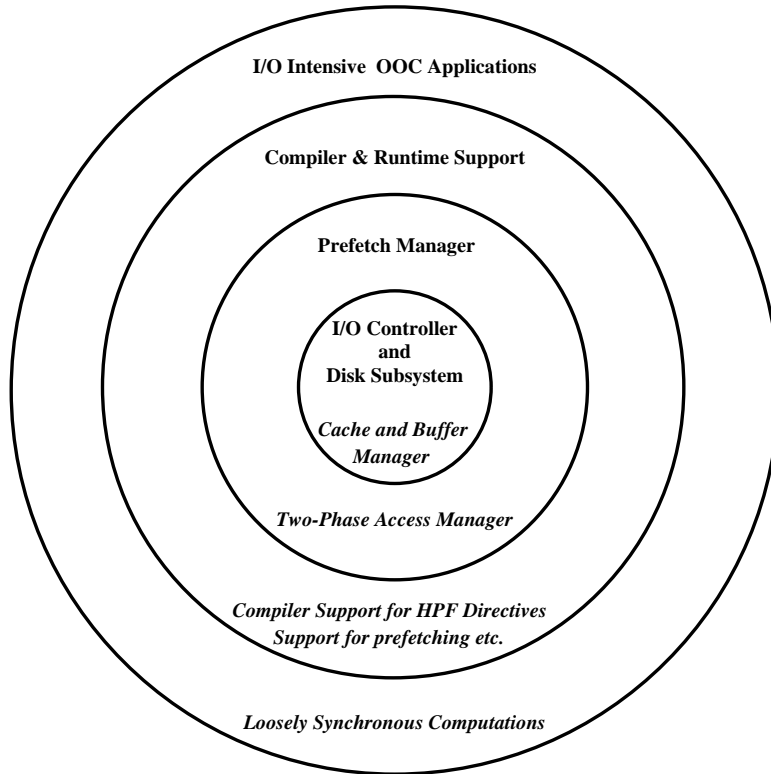 I/O Intensive OOC Applications
Compiler & Runtime Support
Prefetch Manager
I/O Controller
and
Disk Subsystem
Cache and Buffer
Manager
Two-Phase Access Manager
Compiler Support for HPF Directives
Support for prefetching etc.
Loosely Synchronous Computations